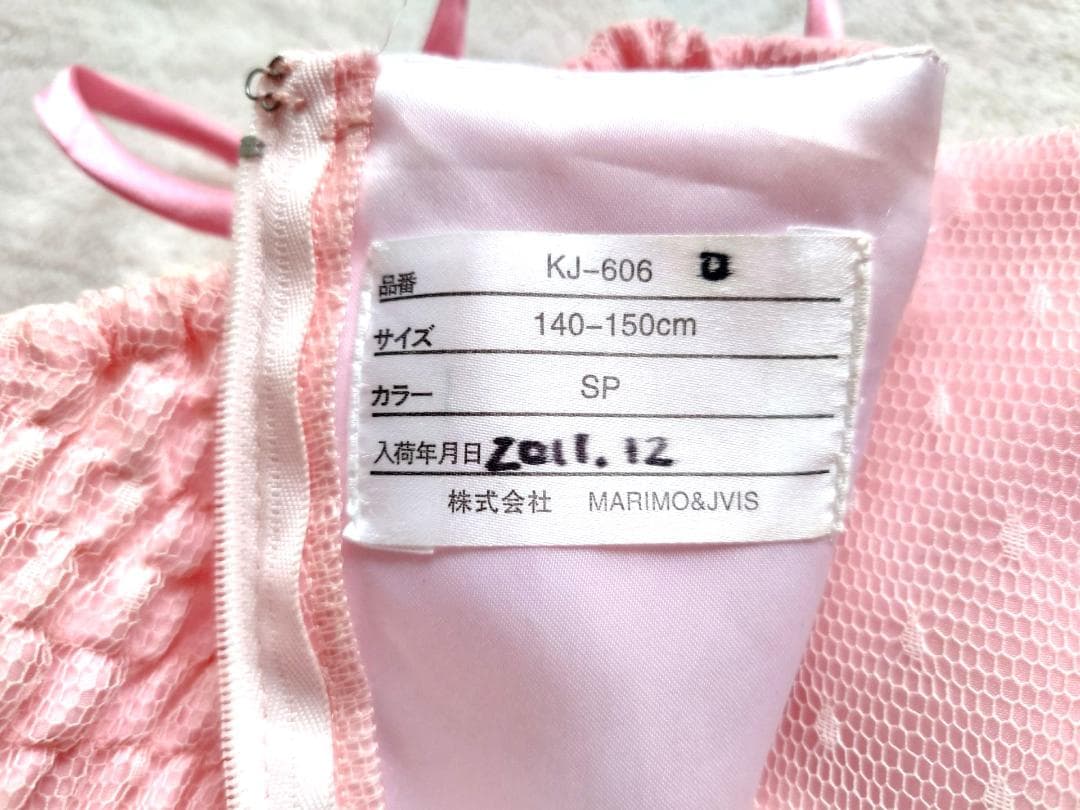 品番 KJ-606
サイズ 140-150cm
カラー SP
入荷年月日 2011.12
株式会社 MARIMO&JVIS